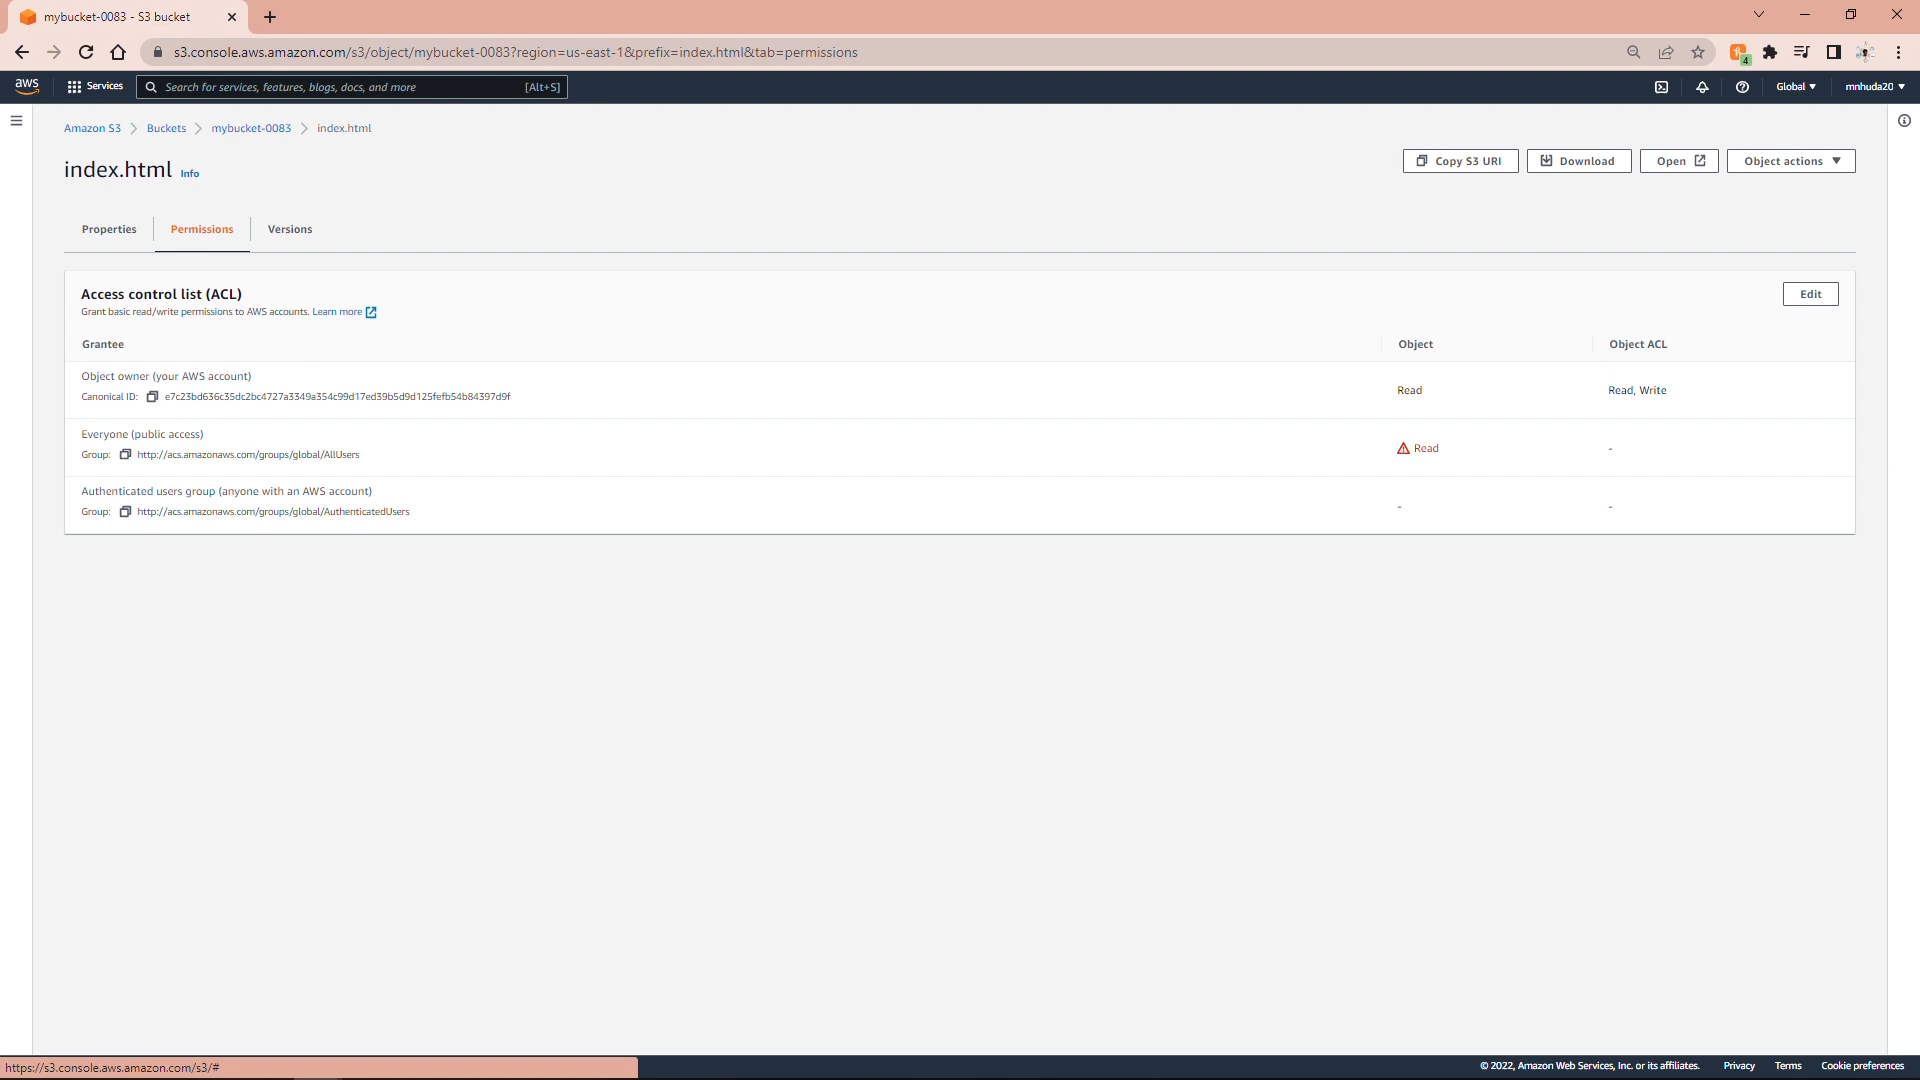 mybucket-0083 - S3 bucket
s3.console.aws.amazon.com/s3/object/mybucket-0083?region=us-east-1&prefix=index.html&tab=permissions
4
aws Services Search for services, features, blogs, docs, and more [Alt+S] Global mnhuda20
Amazon S3 Buckets mybucket-0083 index.html
index.html Info
Copy S3 URI Download Open Object actions
Properties Permissions Versions
Access control list (ACL)
Edit
Grant basic read/write permissions to AWS accounts. Learn more
Grantee Object Object ACL
Object owner (your AWS account)
Canonical ID: e7c23bd636c35dc2bc4727a3349a354c99d17ed39b5d9d125fefb54b84397d9f
Read Read, Write
Everyone (public access)
Group: http://acs.amazonaws.com/groups/global/AllUsers
Read -
Authenticated users group (anyone with an AWS account)
Group: http://acs.amazonaws.com/groups/global/AuthenticatedUsers
- -
https://s3.console.aws.amazon.com/s3/#
© 2022, Amazon Web Services, Inc. or its affiliates. Privacy Terms Cookie preferences